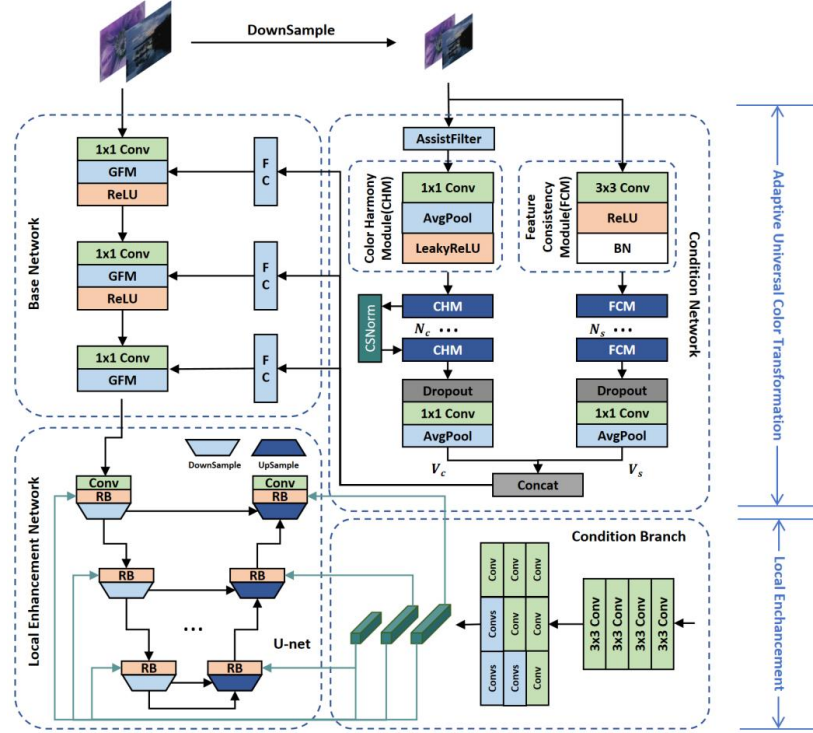 DownSample
1x1 Conv
GFM
ReLU
F
C
1x1 Conv
GFM
ReLU
F
C
1x1 Conv
GFM
F
C
Base Network
AssistFilter
Color Harmony
Module(CHM)
1x1 Conv
AvgPool
LeakyReLU
Feature
Consistency
Module(FCM)
3x3 Conv
ReLU
BN
CSNorm
CHM
N_c ...
CHM
FCM
N_s ...
FCM
Dropout
1x1 Conv
AvgPool
Dropout
1x1 Conv
AvgPool
V_c
V_s
Concat
Condition Network
Adaptive Universal Color Transformation
Local Enhancement Network
DownSample
UpSample
Conv
RB
Conv
RB
RB
RB
...
U-net
RB
RB
Condition Branch
Conv
Conv
Conv
Convs
Conv
Conv
Convs
Convs
Conv
3x3 Conv
3x3 Conv
3x3 Conv
3x3 Conv
Local Enchancement